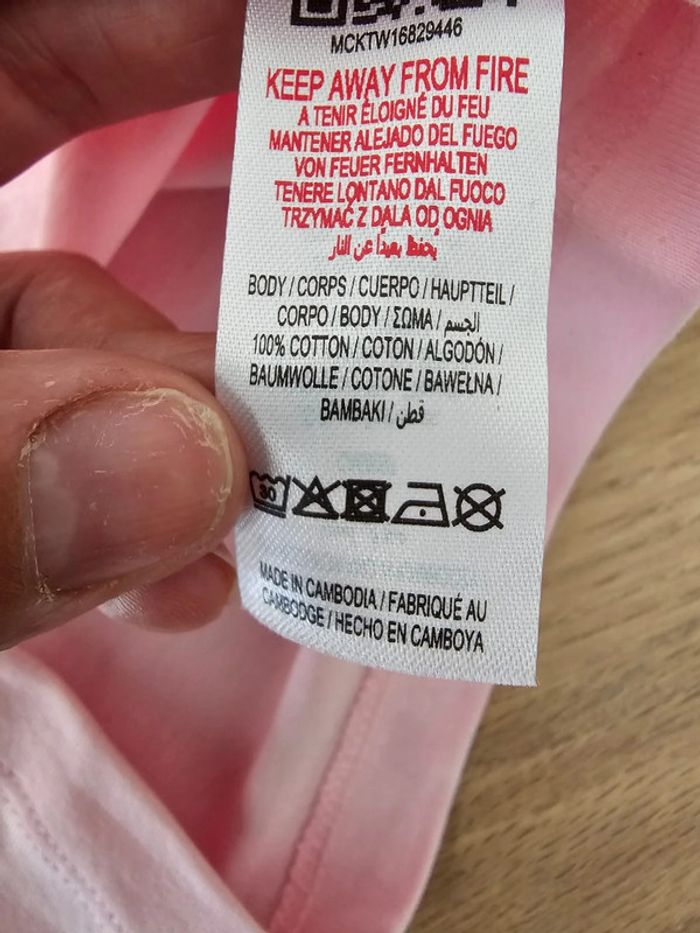 MCKTW16829446
KEEP AWAY FROM FIRE
A TENIR ÉLOIGNÉ DU FEU
MANTENER ALEJADO DEL FUEGO
VON FEUER FERNHALTEN
TENERE LONTANO DAL FUOCO
TRZYMAĆ Z DALA OD OGNIA
يحفظ بعيداً عن النار
BODY / CORPS / CUERPO / HAUPTTEIL /
CORPO / BODY / ΣΩΜΑ / الجسم
100% COTTON / COTON / ALGODÓN /
BAUMWOLLE / COTONE / BAWEŁNA /
BAMBAKI / قطن
30
MADE IN CAMBODIA / FABRIQUÉ AU
CAMBODGE / HECHO EN CAMBOYA